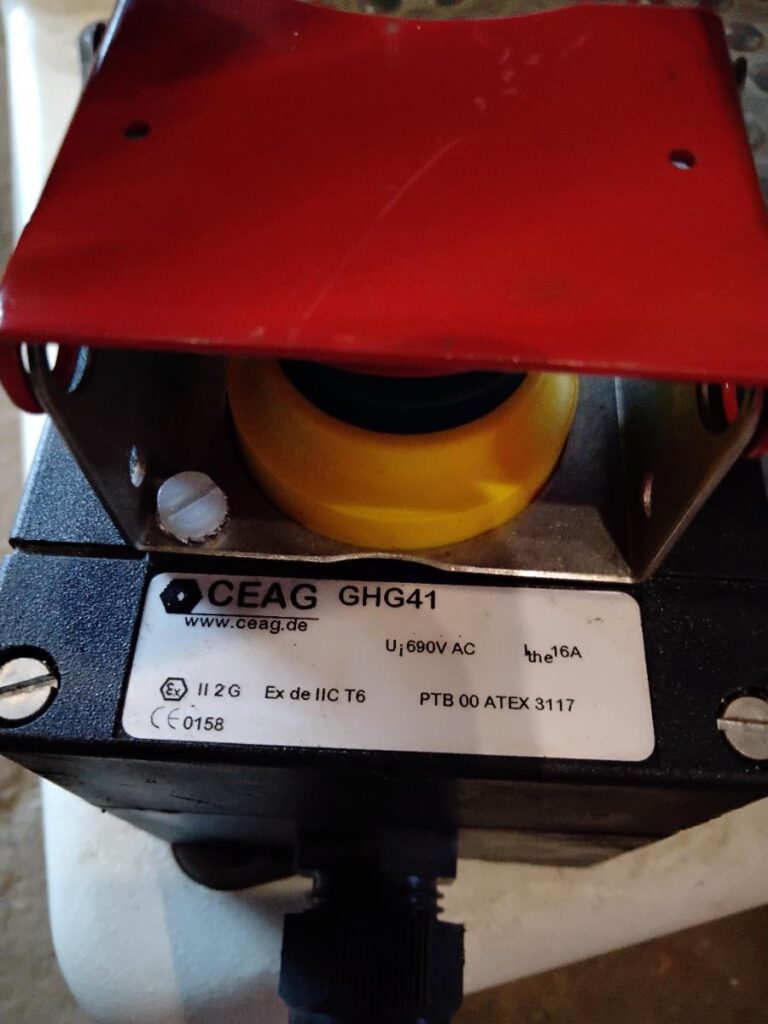 CEAG GHG41
www.ceag.de
Ui 690V AC Ithe 16A
Ex II 2 G Ex de IIC T6 PTB 00 ATEX 3117
CE 0158